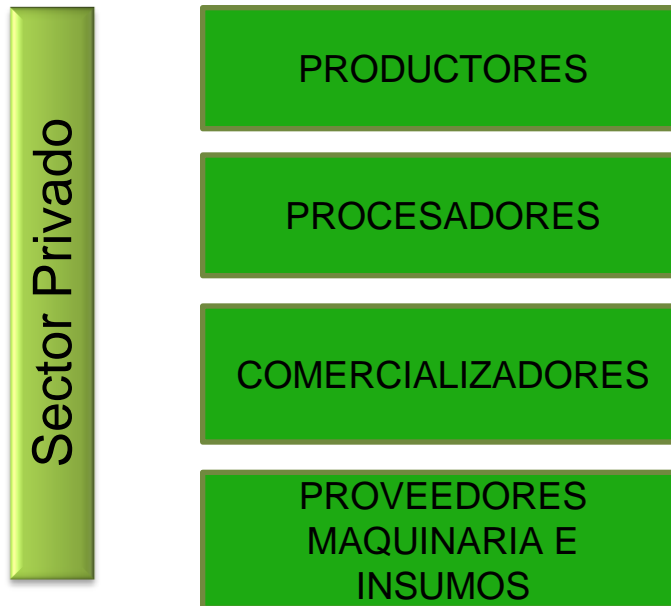 Sector Privado
PRODUCTORES
PROCESADORES
COMERCIALIZADORES
PROVEEDORES
MAQUINARIA E
INSUMOS